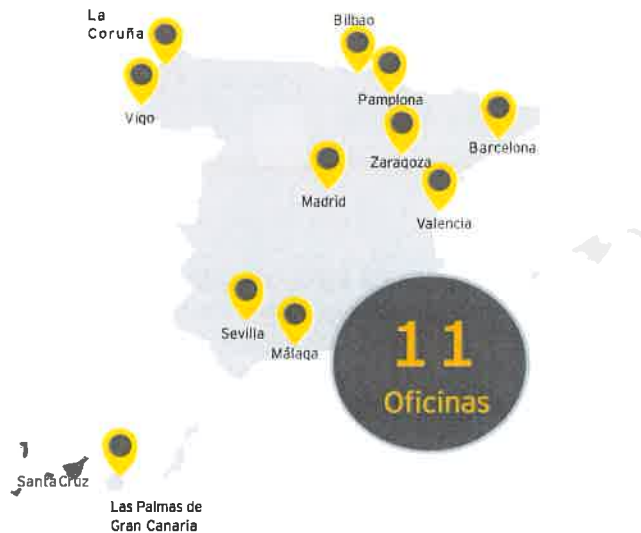 La
Coruña
Bilbao
Pamplona
Vigo
Barcelona
Zaragoza
Madrid
Valencia
Sevilla
Málaga
11
Oficinas
Santa Cruz
Las Palmas de
Gran Canaria